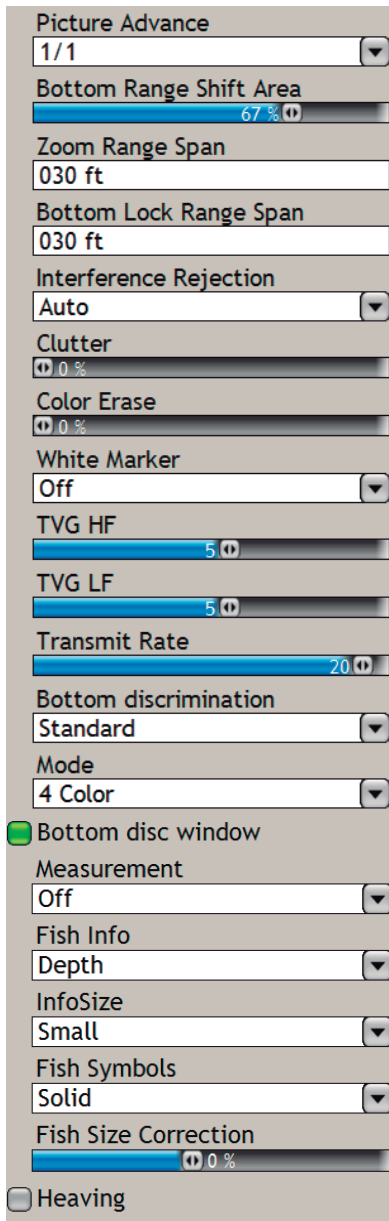 Picture Advance
1/1
Bottom Range Shift Area
67 %
Zoom Range Span
030 ft
Bottom Lock Range Span
030 ft
Interference Rejection
Auto
Clutter
0 %
Color Erase
0 %
White Marker
Off
TVG HF
5
TVG LF
5
Transmit Rate
20
Bottom discrimination
Standard
Mode
4 Color
Bottom disc window
Measurement
Off
Fish Info
Depth
InfoSize
Small
Fish Symbols
Solid
Fish Size Correction
0 %
Heaving